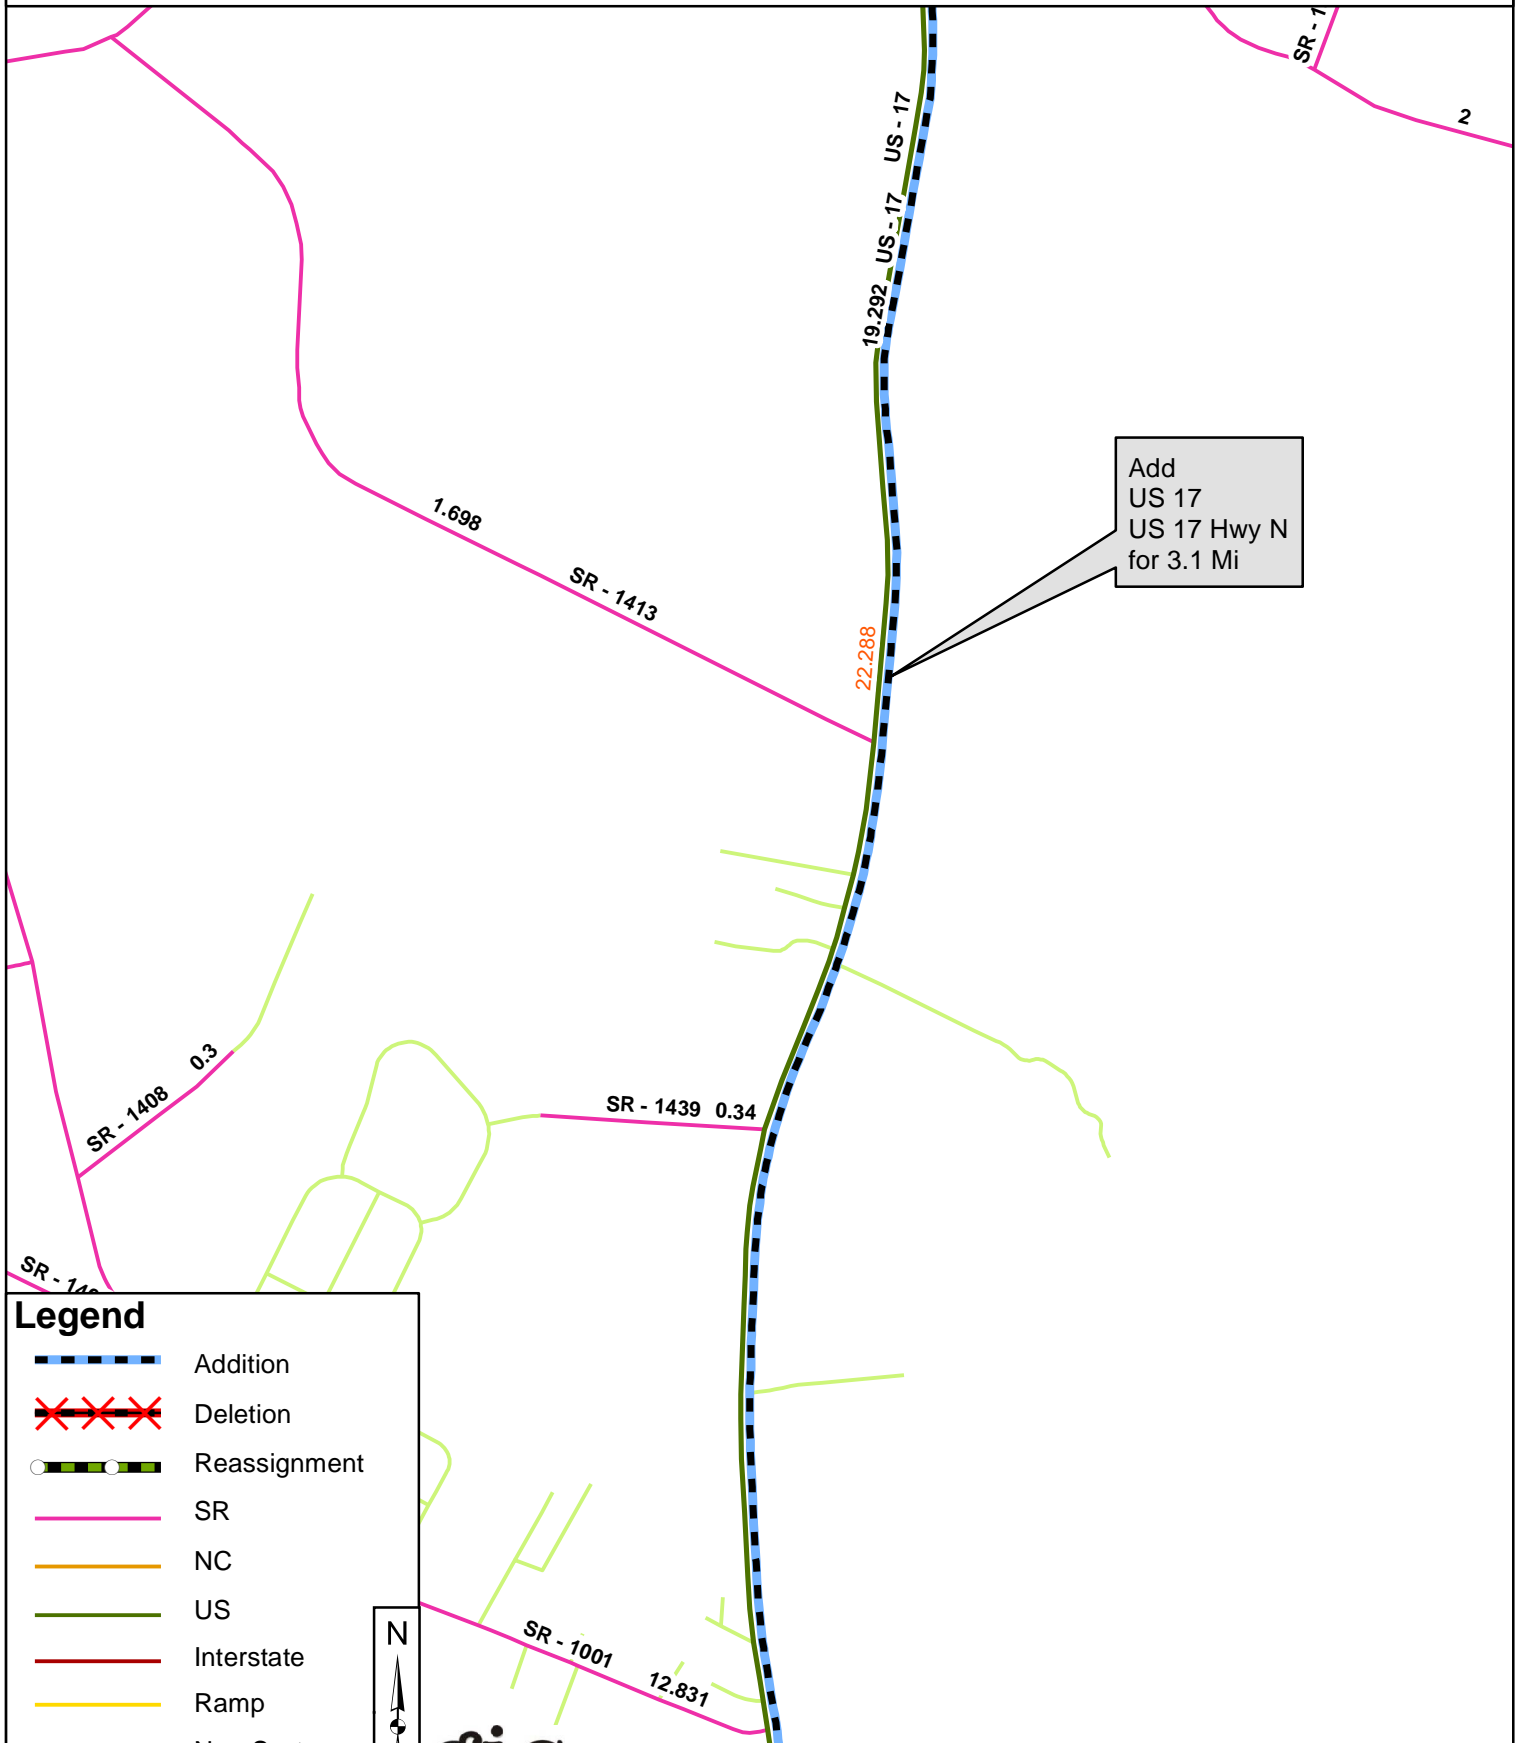 SR - 1
2
US - 17
US - 17
19.292
Add
US 17
US 17 Hwy N
for 3.1 Mi
1.698
SR - 1413
22.288
0.3
SR - 1408
SR - 1439 0.34
SR - 140
Legend
Addition
Deletion
Reassignment
SR
NC
US
Interstate
Ramp
N
SR - 1001
12.831